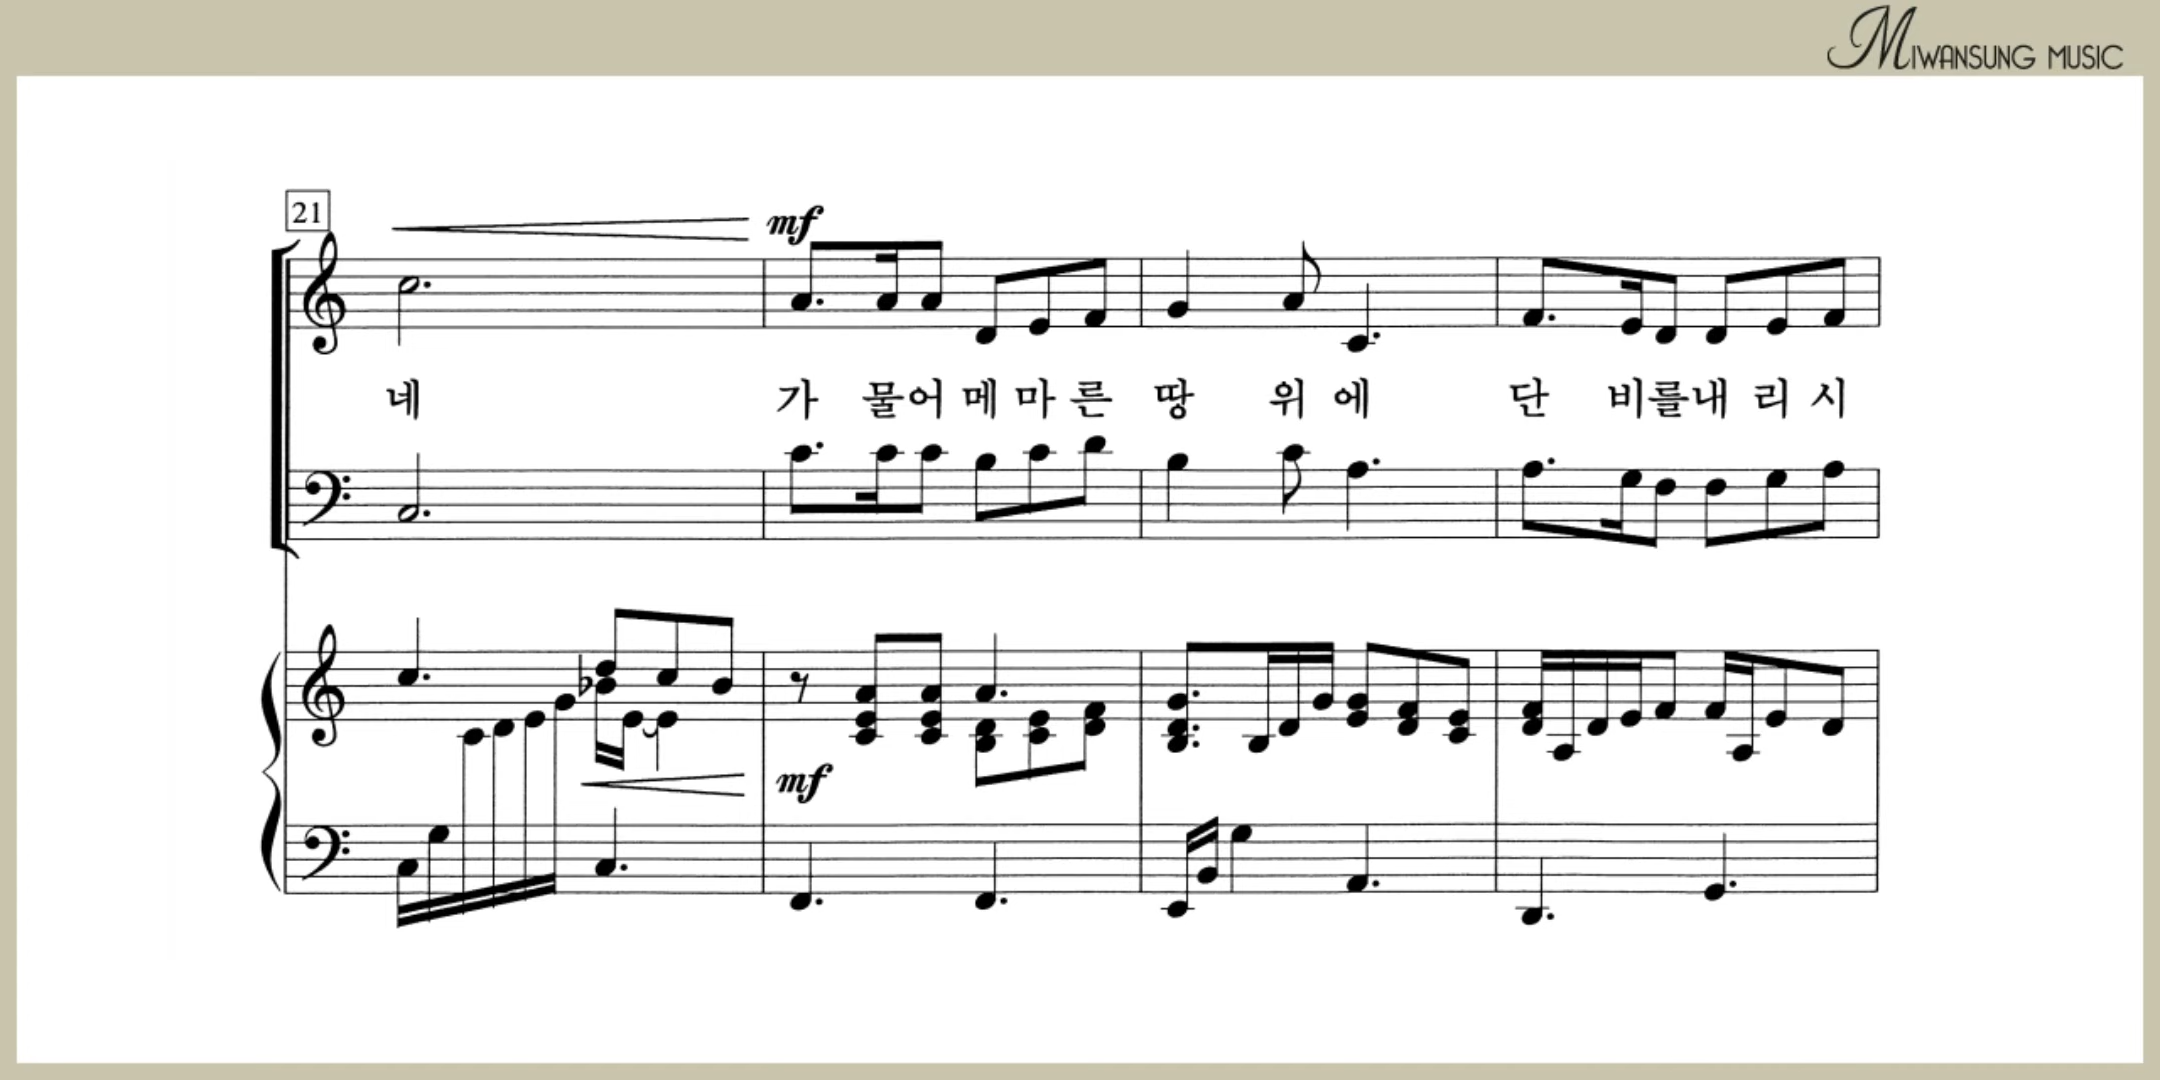 MIWANSUNG MUSIC
21
mf
네 가 물어 메 마 른 땅 위 에 단 비를내 리 시
mf